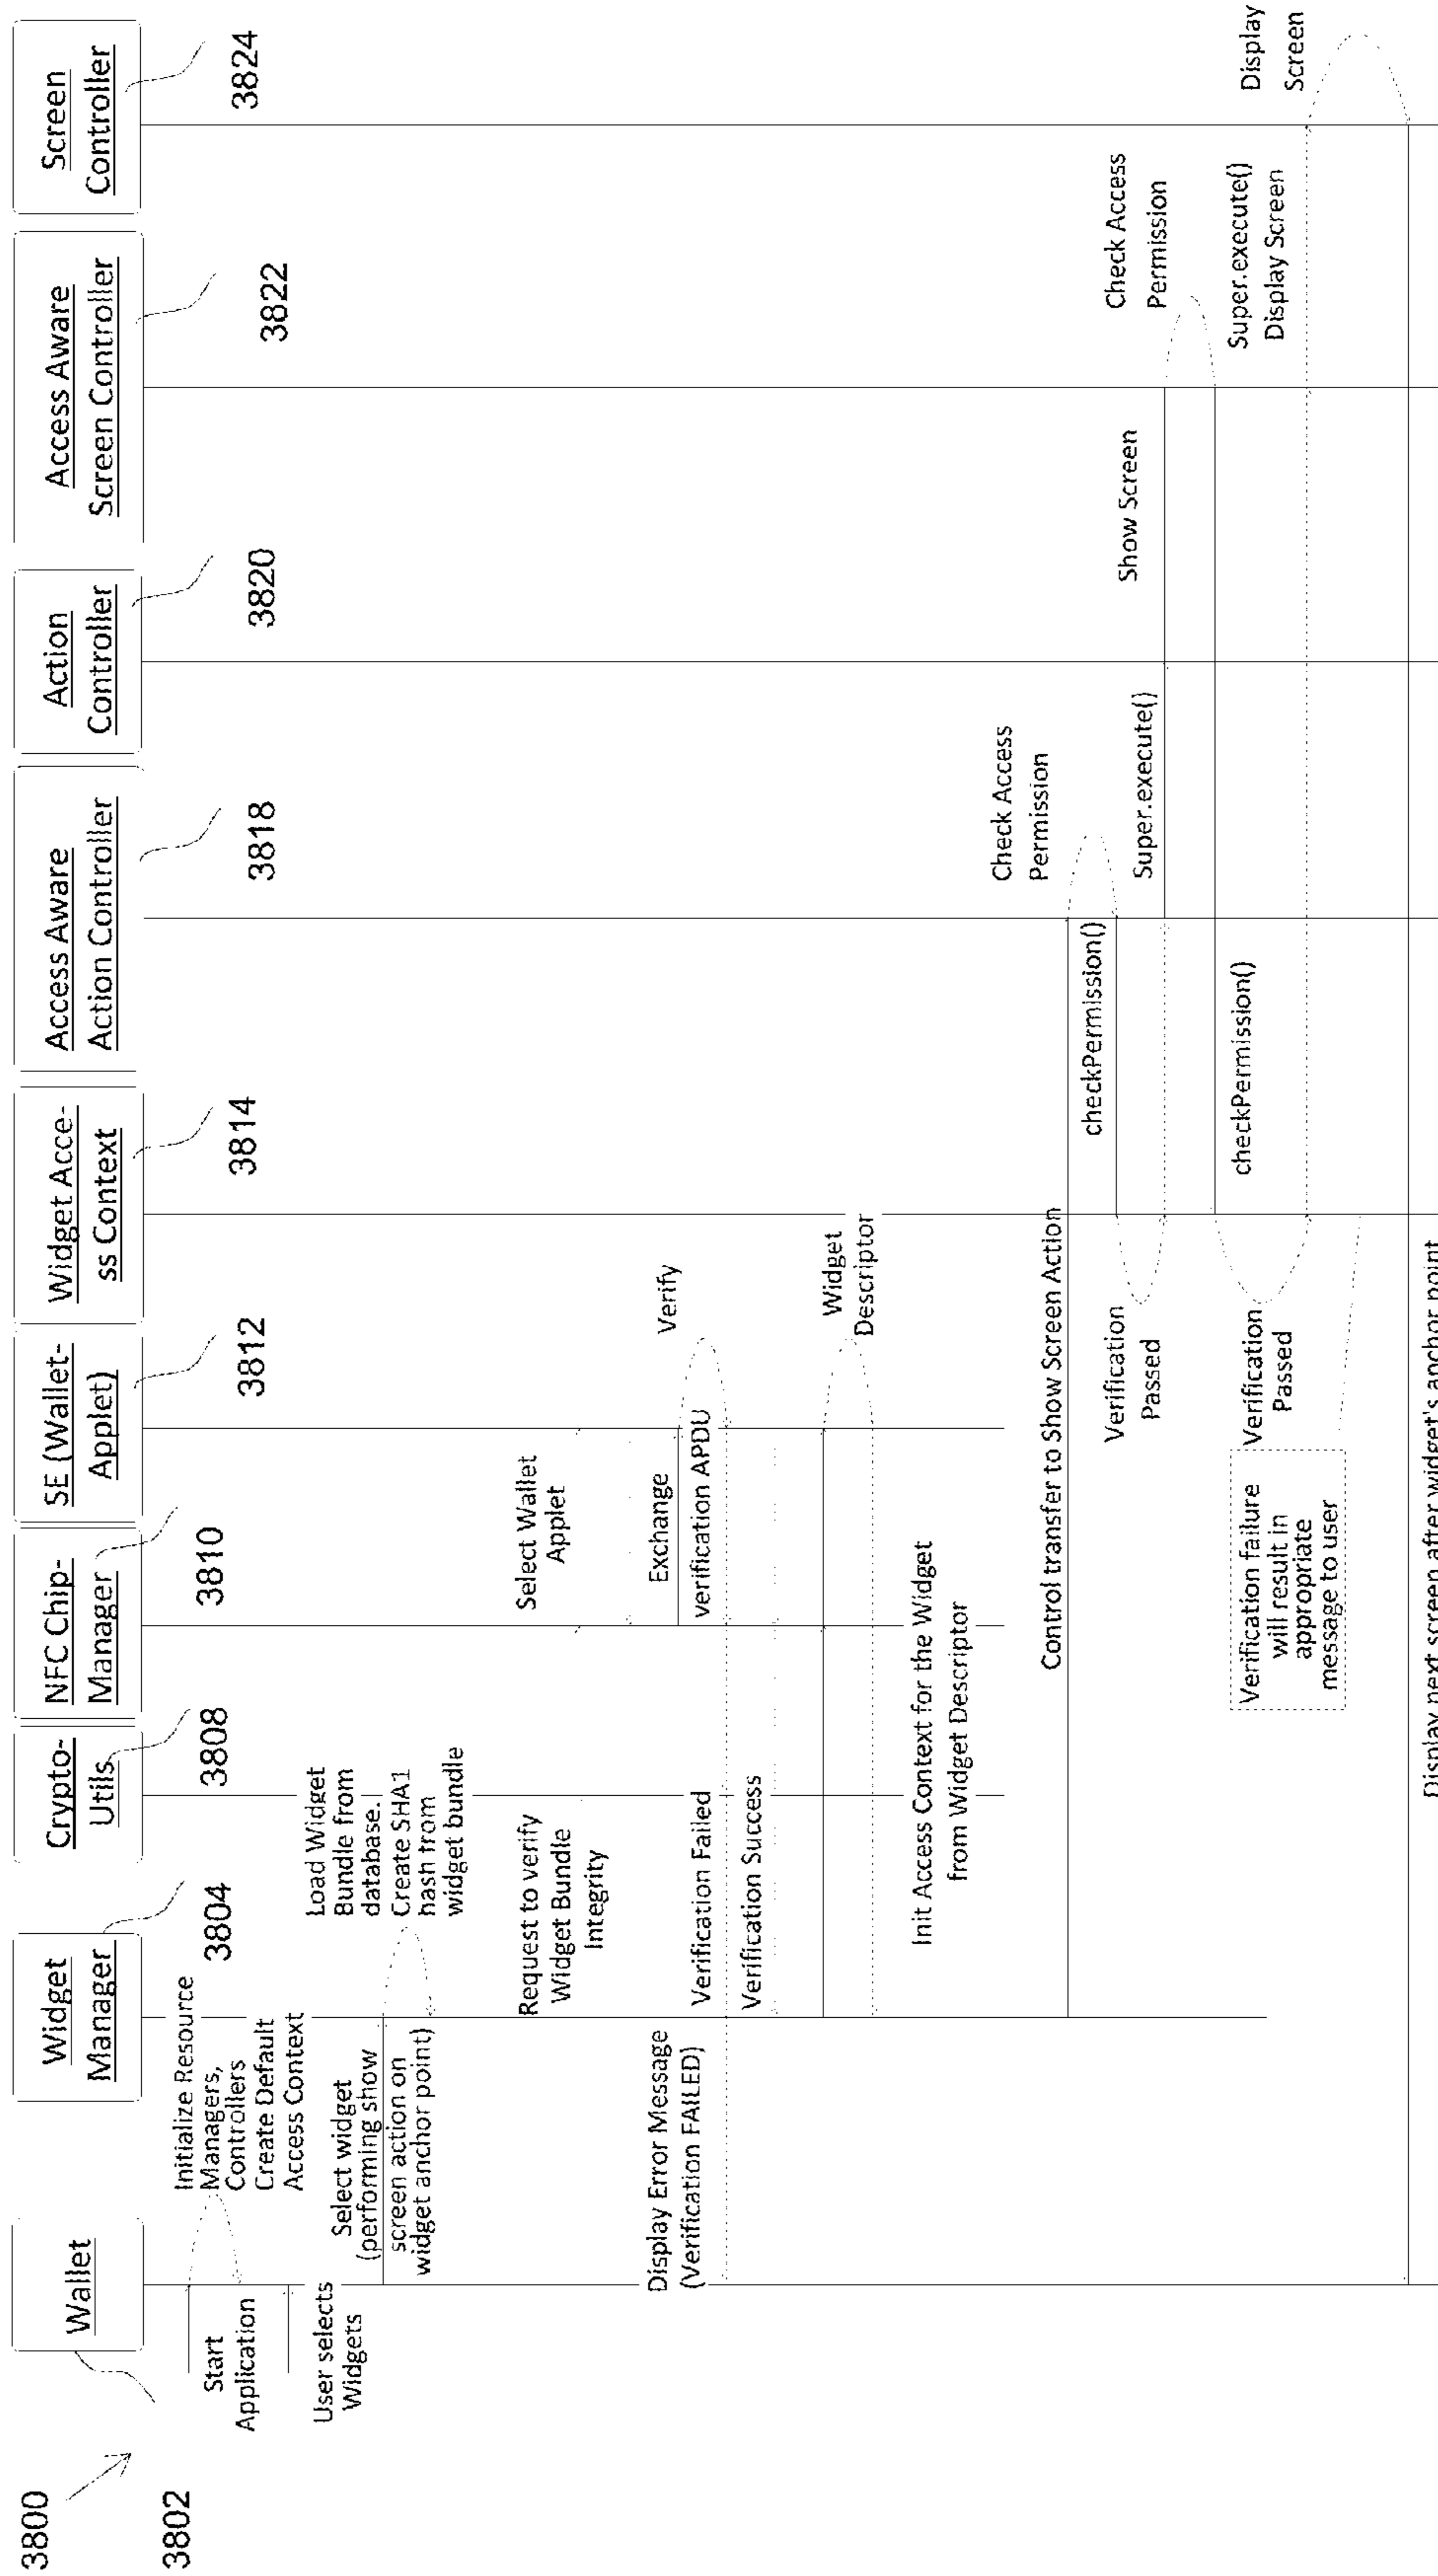 3800
3802
Wallet
Widget
Manager
3804
Crypto-
Utils
3808
NFC Chip-
Manager
3810
SE (Wallet-
Applet)
3812
Widget Acce-
ss Context
3814
Access Aware
Action Controller
3818
Action
Controller
3820
Access Aware
Screen Controller
3822
Screen
Controller
3824
Start
Application
Initialize Resource
Managers,
Controllers
Create Default
Access Context
User selects
Widgets
Select widget
(performing show
screen action on
widget anchor point)
Load Widget
Bundle from
database.
Create SHA1
hash from
widget bundle
Request to verify
Widget Bundle
Integrity
Select Wallet
Applet
Exchange
verification APDU
Verify
Display Error Message
(Verification FAILED)
Verification Failed
Verification Success
Widget
Descriptor
Init Access Context for the Widget
from Widget Descriptor
Control transfer to Show Screen Action
Check Access
Permission
checkPermission()
Verification
Passed
Super.execute()
Show Screen
Check Access
Permission
checkPermission()
Verification
Passed
Verification failure
will result in
appropriate
message to user
Super.execute()
Display Screen
Display
Screen
Display next screen after widget's anchor point